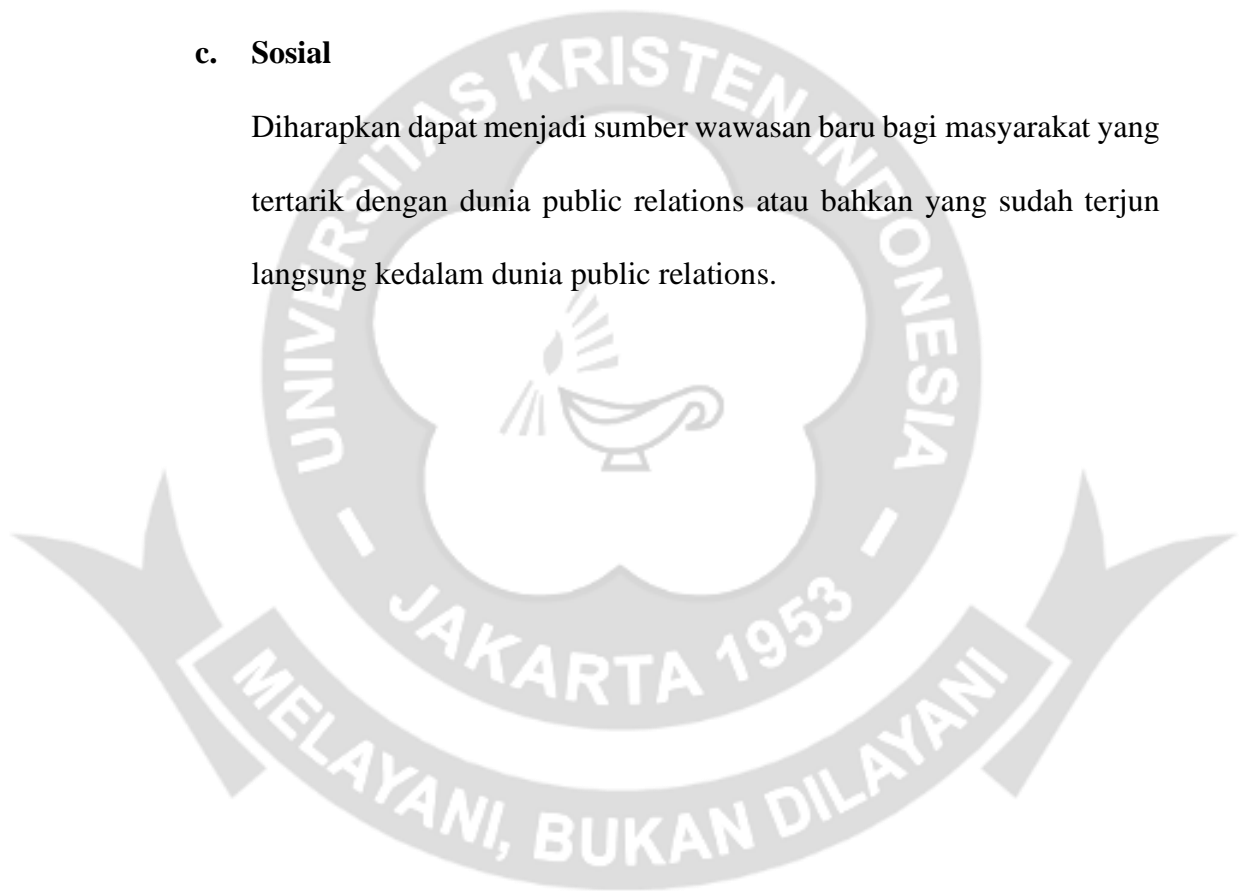 c. Sosial
Diharapkan dapat menjadi sumber wawasan baru bagi masyarakat yang
tertarik dengan dunia public relations atau bahkan yang sudah terjun
langsung kedalam dunia public relations.
UNIVERSITAS KRISTEN INDONESIA
- JAKARTA 1953 -
MELAYANI, BUKAN DILAYANI